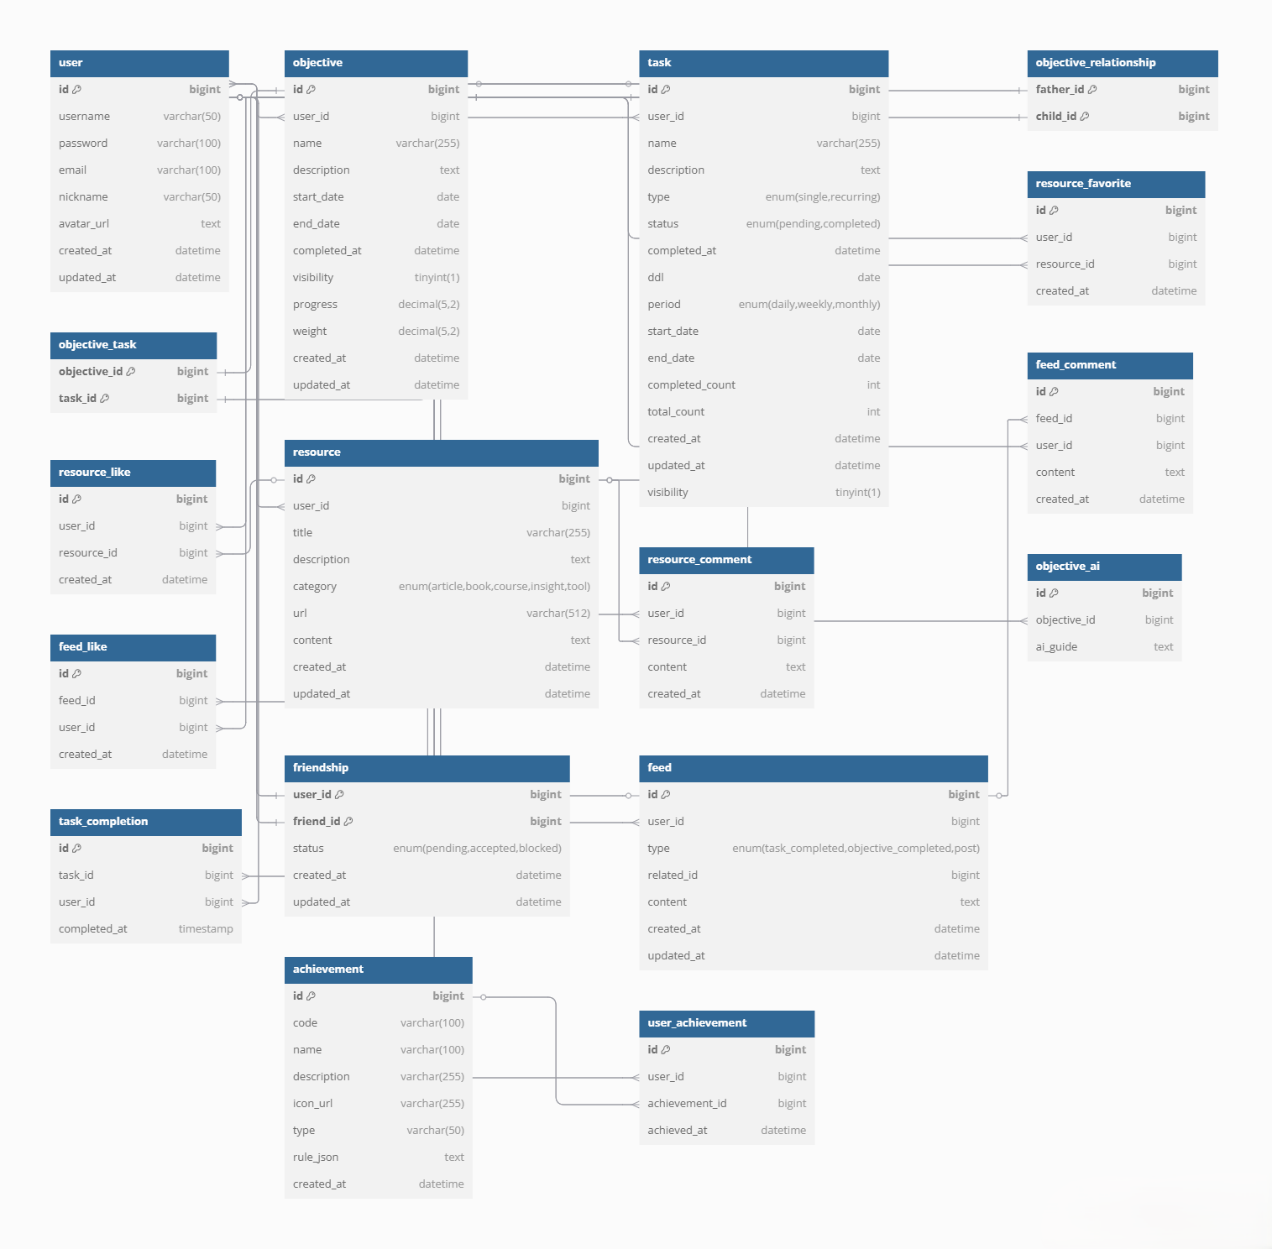 user
id bigint
username varchar(50)
password varchar(100)
email varchar(100)
nickname varchar(50)
avatar_url text
created_at datetime
updated_at datetime
objective
id bigint
user_id bigint
name varchar(255)
description text
start_date date
end_date date
completed_at datetime
visibility tinyint(1)
progress decimal(5,2)
weight decimal(5,2)
created_at datetime
updated_at datetime
task
id bigint
user_id bigint
name varchar(255)
description text
type enum(single,recurring)
status enum(pending,completed)
completed_at datetime
ddl date
period enum(daily,weekly,monthly)
start_date date
end_date date
completed_count int
total_count int
created_at datetime
updated_at datetime
visibility tinyint(1)
objective_relationship
father_id bigint
child_id bigint
resource_favorite
id bigint
user_id bigint
resource_id bigint
created_at datetime
objective_task
objective_id bigint
task_id bigint
feed_comment
id bigint
feed_id bigint
user_id bigint
content text
created_at datetime
resource_like
id bigint
user_id bigint
resource_id bigint
created_at datetime
resource
id bigint
user_id bigint
title varchar(255)
description text
category enum(article,book,course,insight,tool)
url varchar(512)
content text
created_at datetime
updated_at datetime
resource_comment
id bigint
user_id bigint
resource_id bigint
content text
created_at datetime
objective_ai
id bigint
objective_id bigint
ai_guide text
feed_like
id bigint
feed_id bigint
user_id bigint
created_at datetime
friendship
user_id bigint
friend_id bigint
status enum(pending,accepted,blocked)
created_at datetime
updated_at datetime
feed
id bigint
user_id bigint
type enum(task_completed,objective_completed,post)
related_id bigint
content text
created_at datetime
updated_at datetime
task_completion
id bigint
task_id bigint
user_id bigint
completed_at timestamp
achievement
id bigint
code varchar(100)
name varchar(100)
description varchar(255)
icon_url varchar(255)
type varchar(50)
rule_json text
created_at datetime
user_achievement
id bigint
user_id bigint
achievement_id bigint
achieved_at datetime